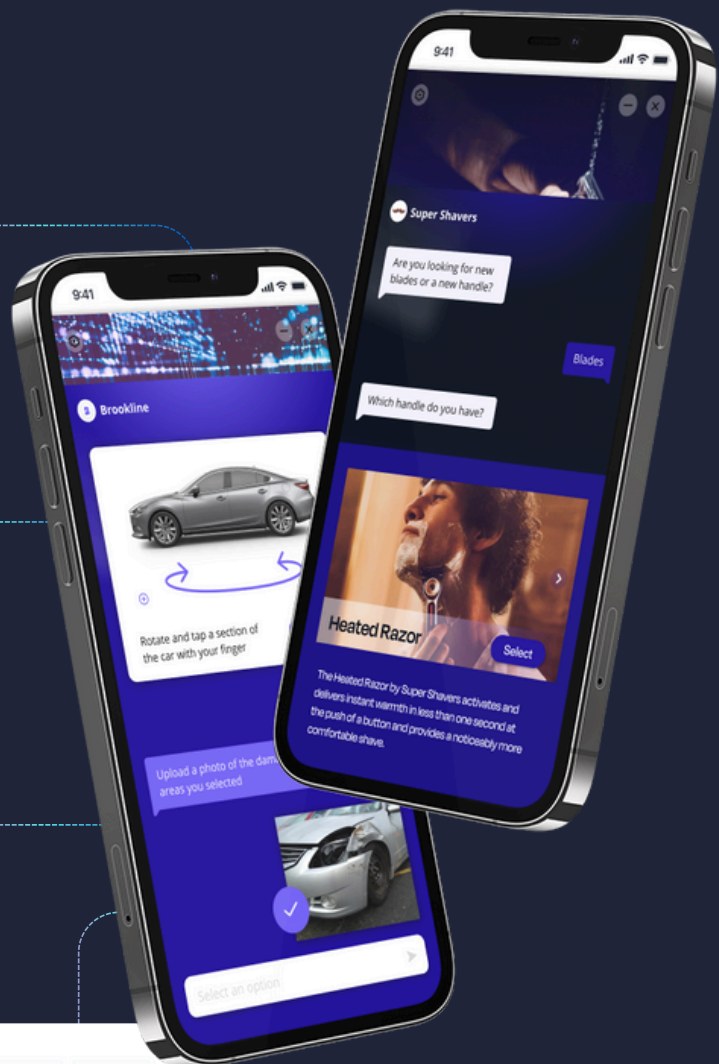 9:41
Super Shavers
Are you looking for new
blades or a new handle?
Blades
Which handle do you have?
Heated Razor
Select
The Heated Razor by Super Shavers activates and
delivers instant warmth in less than one second at
the push of a button and provides a noticeably more
comfortable shave.
9:41
Brookline
Rotate and tap a section of
the car with your finger
Upload a photo of the
areas you selected
Select an option